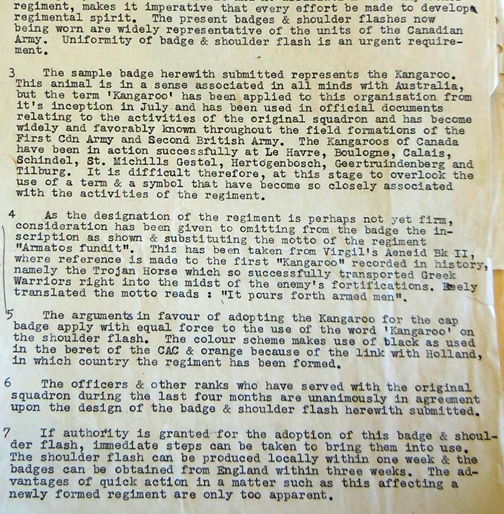 regiment, makes it imperative that every effort be made to develop
regimental spirit. The present badges & shoulder flashes now
being worn are widely representative of the units of the Canadian
Army. Uniformity of badge & shoulder flash is an urgent require-
ment.
3 The sample badge herewith submitted represents the Kangaroo.
This animal is in a sense associated in all minds with Australia,
but the term 'Kangaroo' has been applied to this organisation from
it's inception in July and has been used in official documents
relating to the activities of the original squadron and has become
widely and favorably known throughout the field formations of the
First Cdn Army and Second British Army. The Kangaroos of Canada
have been in action successfully at Le Havre, Boulogne, Calais,
Schindel, St. Michills Gestel, Hertogenbosch, Geertruindenberg and
Tilburg. It is difficult therefore, at this stage to overlook the
use of a term & a symbol that have become so closely associated
with the activities of the regiment.
4 As the designation of the regiment is perhaps not yet firm,
consideration has been given to omitting from the badge the in-
scription as shown & substituting the motto of the regiment
"Armatos fundit". This has been taken from Virgil's Aeneid Bk II,
where reference is made to the first "Kangaroo" recorded in history,
namely the Trojan Horse which so successfully transported Greek
Warriors right into the midst of the enemy's fortifications. 
translated the motto reads : "It pours forth armed men".
5 The arguments in favour of adopting the Kangaroo for the cap
badge apply with equal force to the use of the word 'Kangaroo' on
the shoulder flash. The colour scheme makes use of black as used
in the beret of the CAC & orange because of the link with Holland,
in which country the regiment has been formed.
6 The officers & other ranks who have served with the original
squadron during the last four months are unanimously in agreement
upon the design of the badge & shoulder flash herewith submitted.
7 If authority is granted for the adoption of this badge & shoul-
der flash, immediate steps can be taken to bring them into use.
The shoulder flash can be produced locally within one week & the
badges can be obtained from England within three weeks. The ad-
vantages of quick action in a matter such as this affecting a
newly formed regiment are only too apparent.